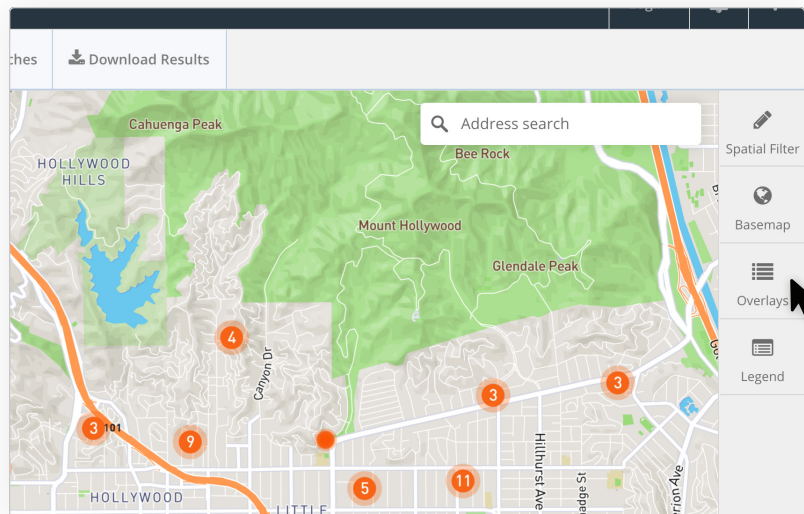 Download Results
Address search
Spatial Filter
Basemap
Overlays
Legend
Cahuenga Peak
HOLLYWOOD
HILLS
Bee Rock
Mount Hollywood
Glendale Peak
4
Canyon Dr
3
3
3
101
9
Hillhurst Ave
5
11
HOLLYWOOD
LITTLE